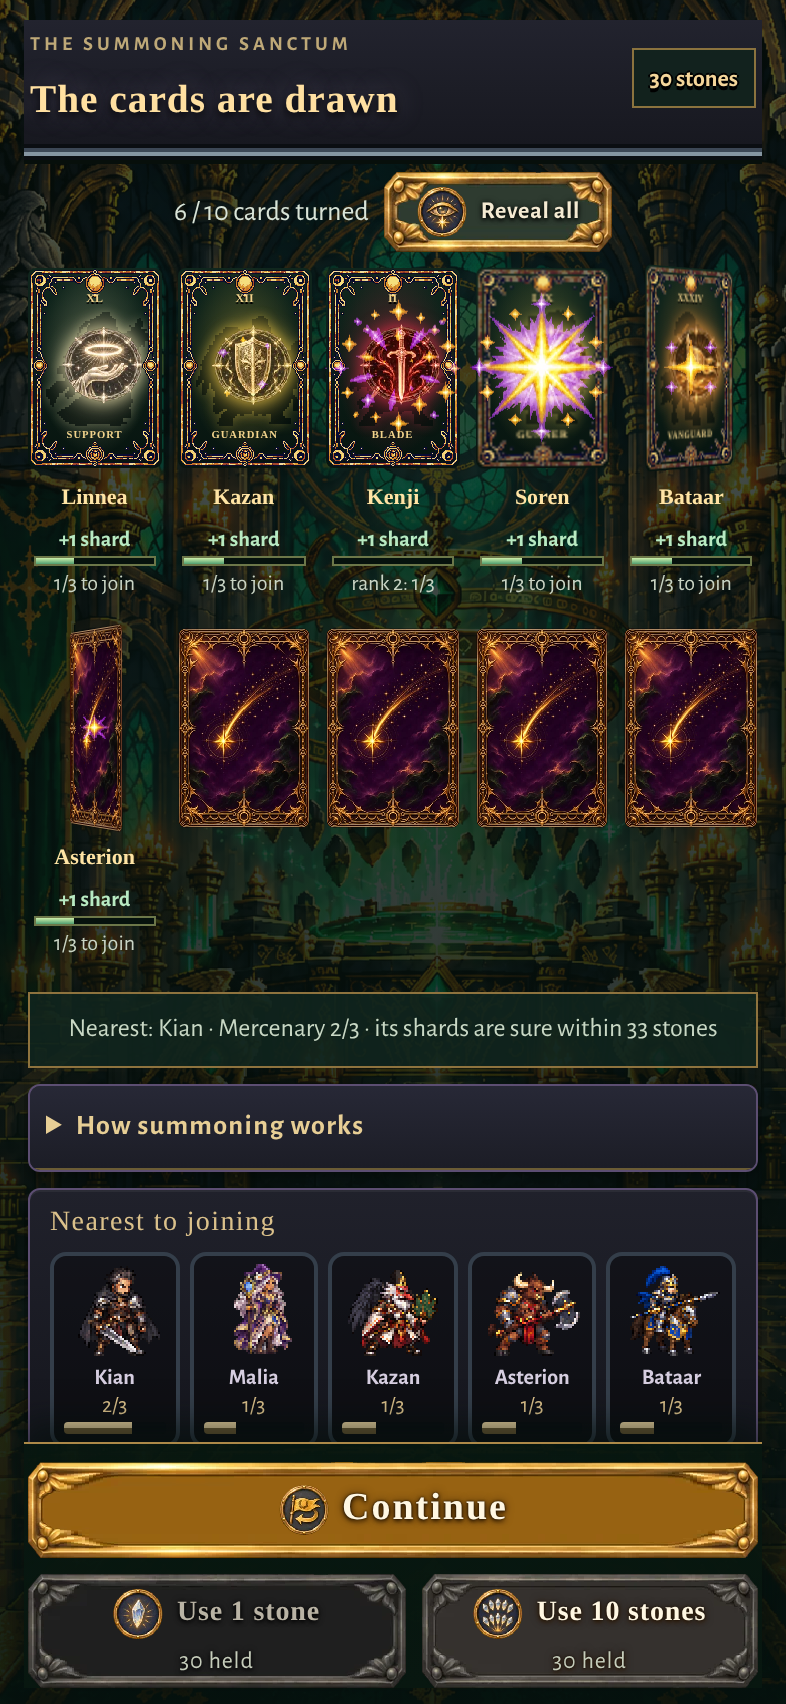 THE SUMMONING SANCTUM
The cards are drawn
30 stones
6 / 10 cards turned
Reveal all
XL
XII
II
XXXIV
SUPPORT
GUARDIAN
BLADE
VANGUARD
Linnea
Kazan
Kenji
Soren
Bataar
+1 shard
+1 shard
+1 shard
+1 shard
+1 shard
1/3 to join
1/3 to join
rank 2: 1/3
1/3 to join
1/3 to join
Asterion
+1 shard
1/3 to join
Nearest: Kian · Mercenary 2/3 · its shards are sure within 33 stones
How summoning works
Nearest to joining
Kian
Malia
Kazan
Asterion
Bataar
2/3
1/3
1/3
1/3
1/3
Continue
Use 1 stone
30 held
Use 10 stones
30 held